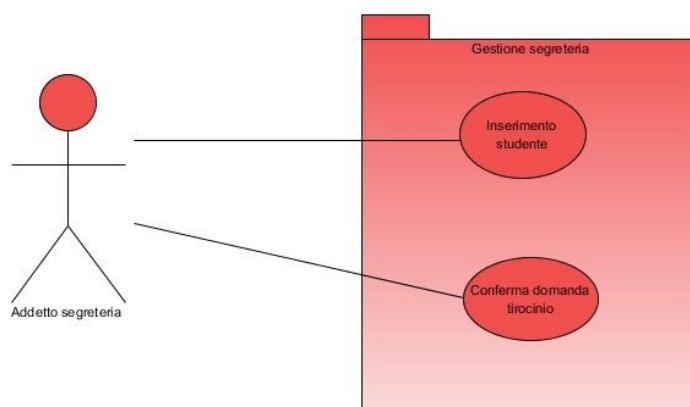 Gestione segreteria
Inserimento
studente
Conferma domanda
tirocinio
Addetto segreteria